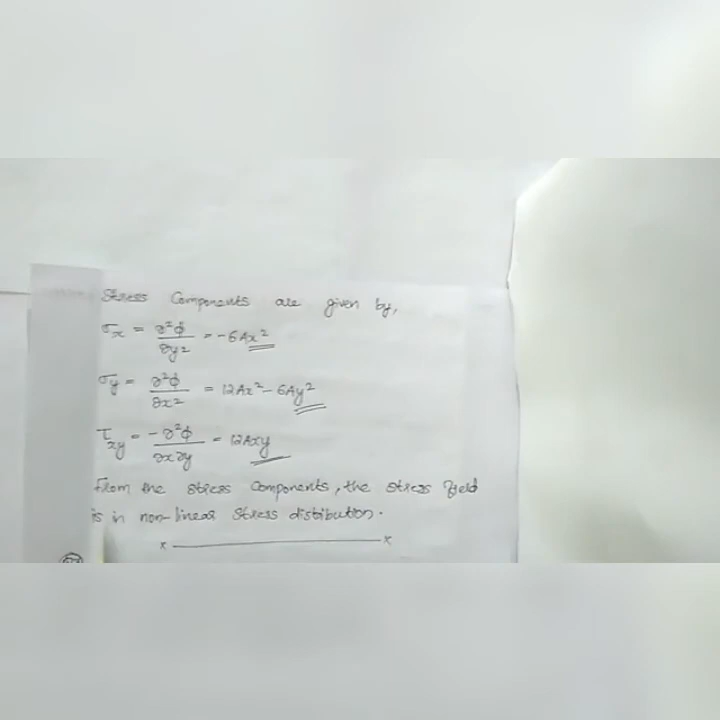 Stress Components are given by,
σx = ∂²ϕ/∂y² = -6Ax²
σy = ∂²ϕ/∂x² = 12Ax² - 6Ay²
τxy = -∂²ϕ/∂x∂y = 12Axy
From the stress components, the stress field
is in non-linear stress distibution.
x x